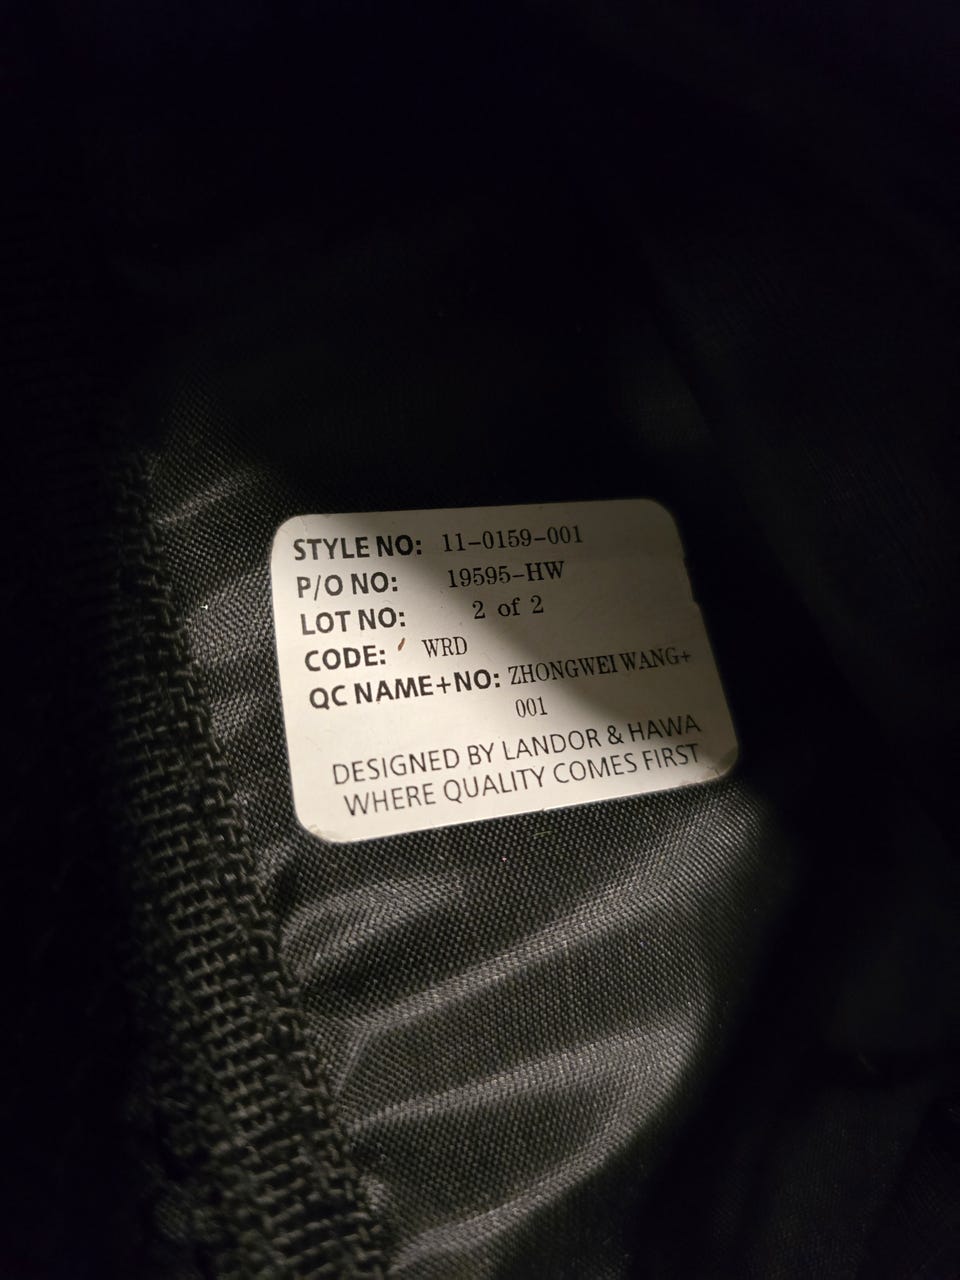 STYLE NO: 11-0159-001
P/O NO: 19595-HW
LOT NO: 2 of 2
CODE: WRD
QC NAME+NO: ZHONGWEI WANG+
001
DESIGNED BY LANDOR & HAWA
WHERE QUALITY COMES FIRST